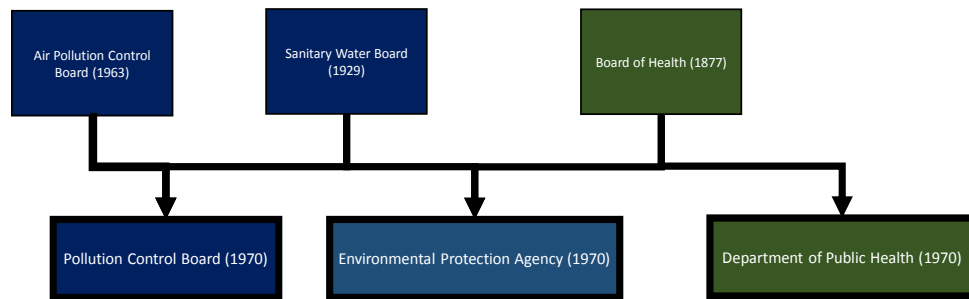 Air Pollution Control
Board (1963)
Sanitary Water Board
(1929)
Board of Health (1877)
Pollution Control Board (1970)
Environmental Protection Agency (1970)
Department of Public Health (1970)